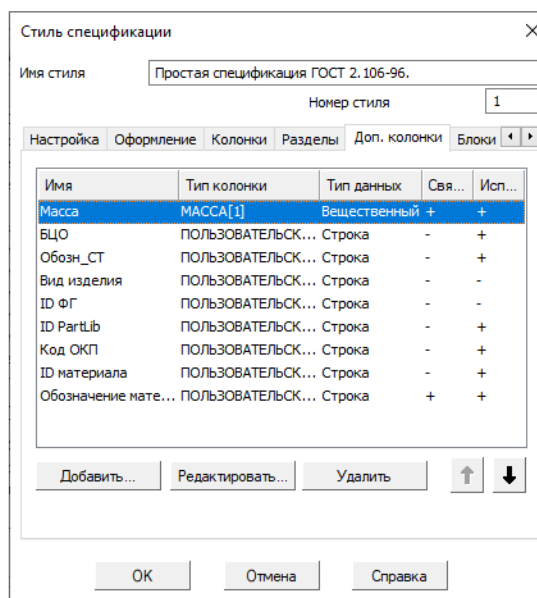 Стиль спецификации
Имя стиля Простая спецификация ГОСТ 2.106-96.
Номер стиля 1
Настройка Оформление Колонки Разделы Доп. колонки Блоки
Имя Тип колонки Тип данных Свя... Исп...
Масса МАССА[1] Вещественный + +
БЦО ПОЛЬЗОВАТЕЛЬСК... Строка - +
Обозн_СТ ПОЛЬЗОВАТЕЛЬСК... Строка - +
Вид изделия ПОЛЬЗОВАТЕЛЬСК... Строка - -
ID ФГ ПОЛЬЗОВАТЕЛЬСК... Строка - -
ID PartLib ПОЛЬЗОВАТЕЛЬСК... Строка - +
Код ОКП ПОЛЬЗОВАТЕЛЬСК... Строка - +
ID материала ПОЛЬЗОВАТЕЛЬСК... Строка - +
Обозначение мате... ПОЛЬЗОВАТЕЛЬСК... Строка + +
Добавить... Редактировать... Удалить
ОК Отмена Справка